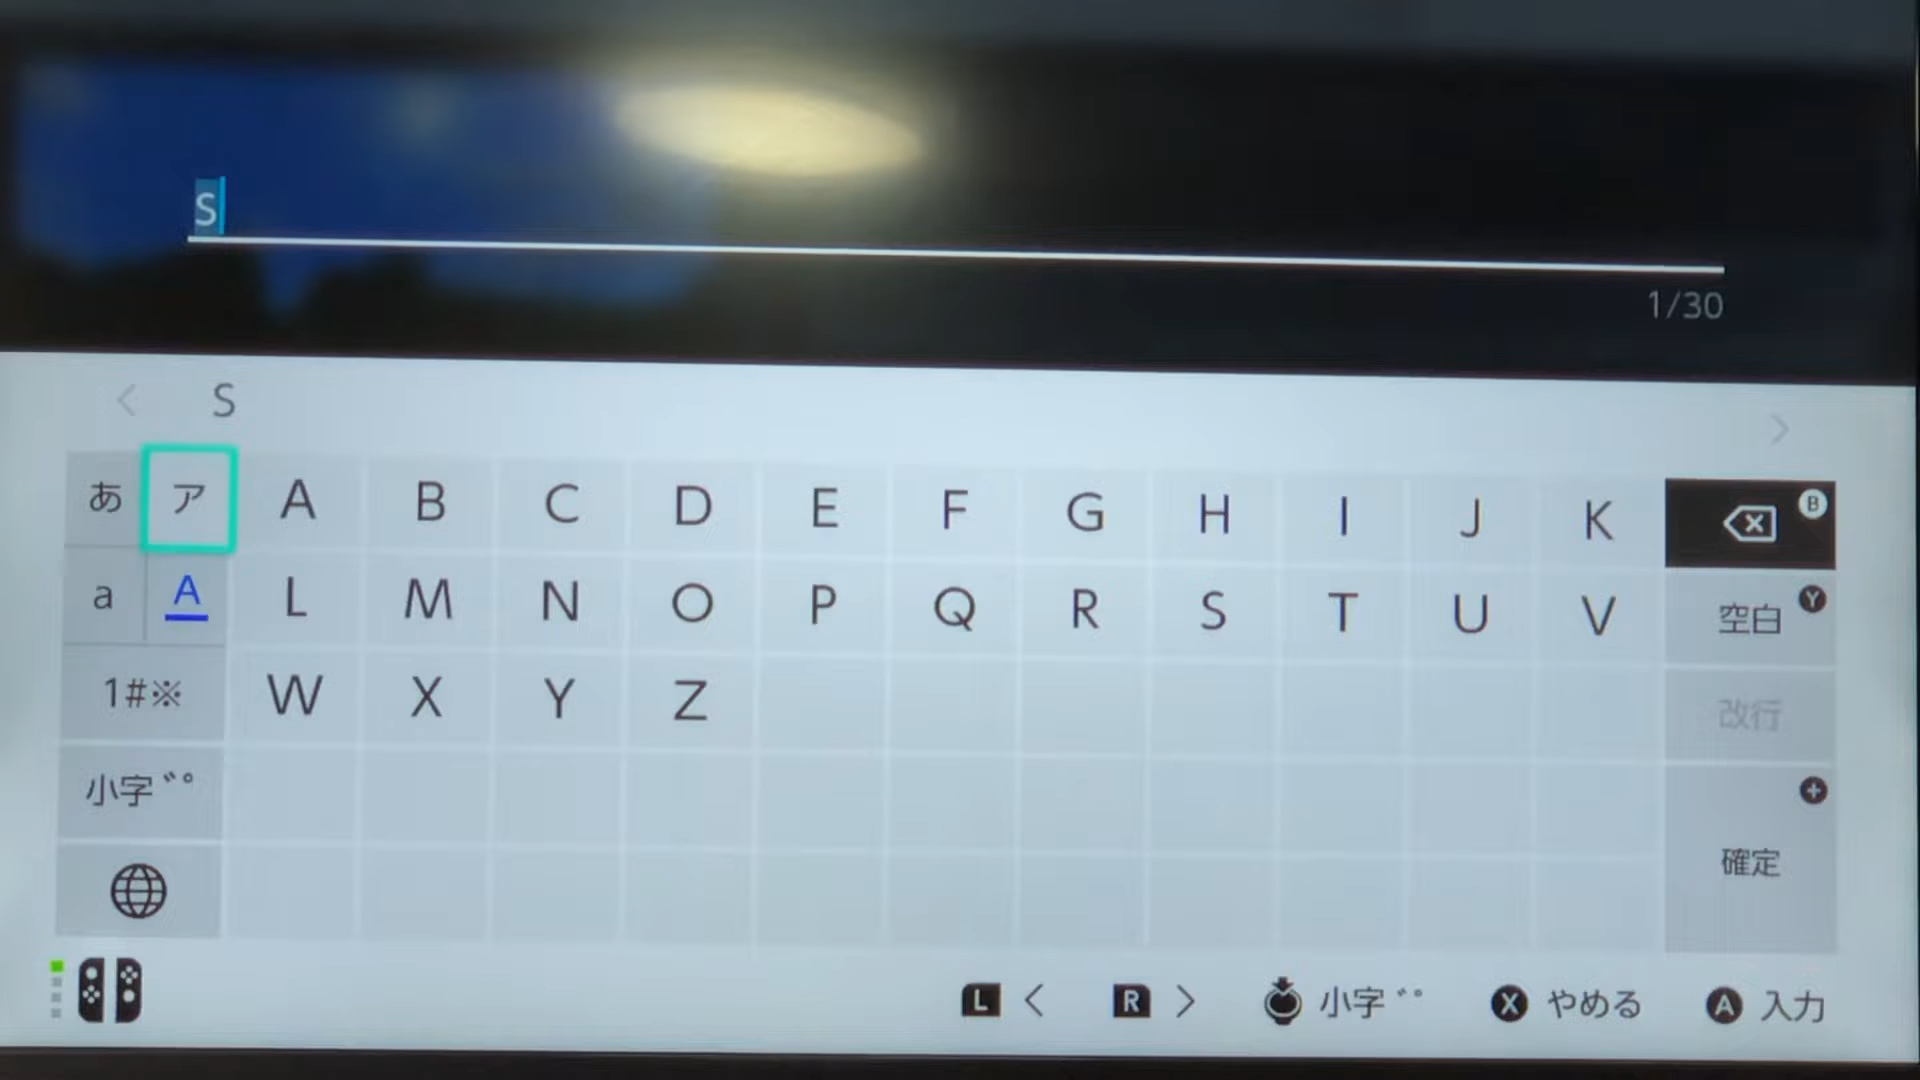 S
1/30
< S >
あ ア A B C D E F G H I J K B
a A L M N O P Q R S T U V 空白 Y
1#※ W X Y Z 改行
小字 ゛゜ +
確定
L < R > 小字 ゛゜ X やめる A 入力